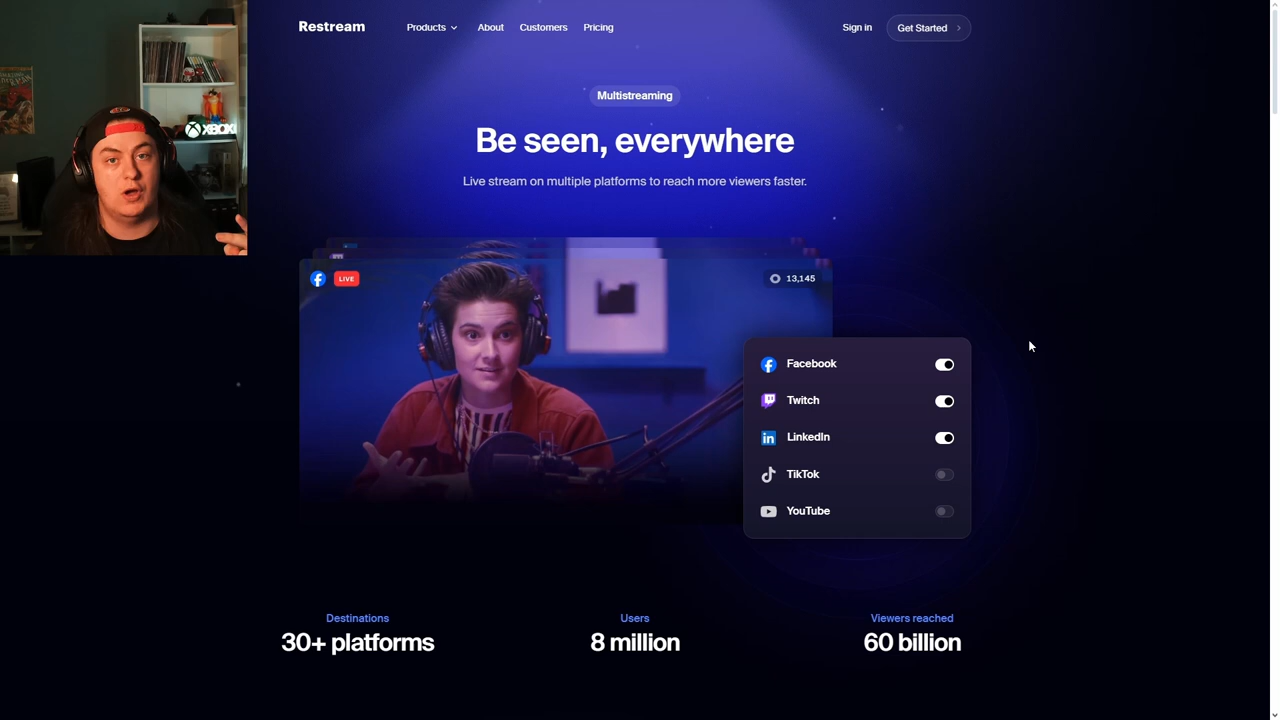 Restream
Products
About
Customers
Pricing
Sign in
Get Started
Multistreaming
Be seen, everywhere
Live stream on multiple platforms to reach more viewers faster.
XBOX
LIVE
13,145
Facebook
Twitch
LinkedIn
TikTok
YouTube
Destinations
30+ platforms
Users
8 million
Viewers reached
60 billion